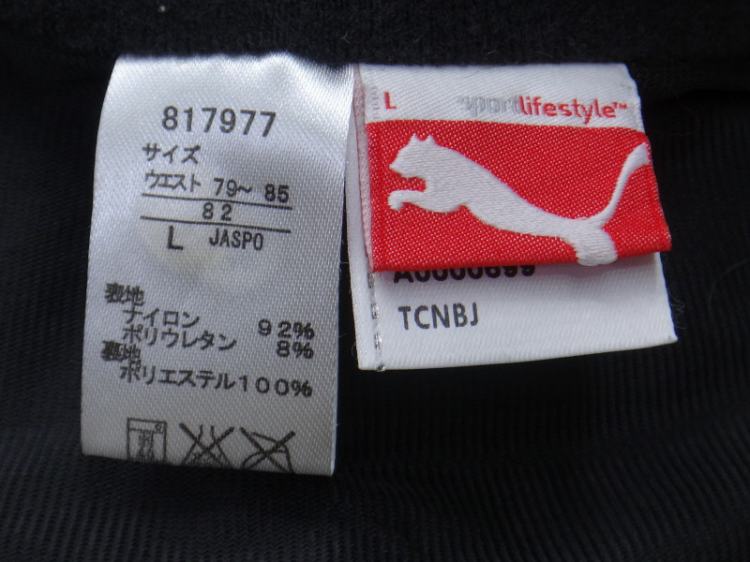 817977
サイズ
ウエスト 79～ 85
82
L JASPO
表地
ナイロン 92%
ポリウレタン 8%
裏地
ポリエステル100%
L sportlifestyle™
A0000699
TCNBJ